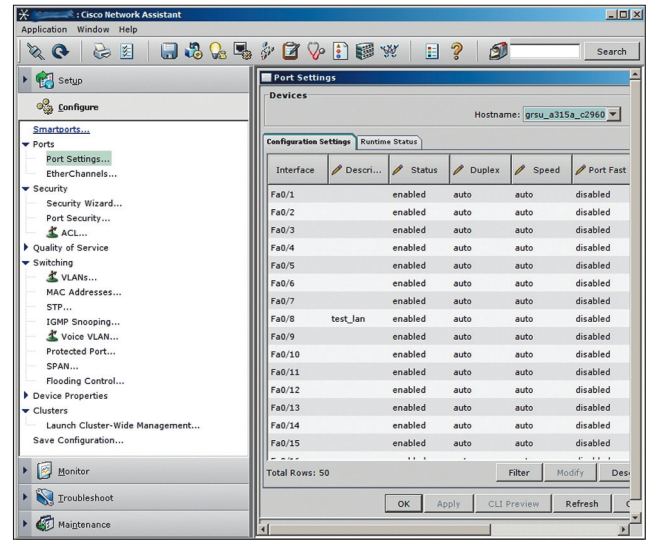 : Cisco Network Assistant
Application Window Help
Search
Setup
Configure
Smartports...
Ports
Port Settings...
EtherChannels...
Security
Security Wizard...
Port Security...
ACL...
Quality of Service
Switching
VLANs...
MAC Addresses...
STP...
IGMP Snooping...
Voice VLAN...
Protected Port...
SPAN...
Flooding Control...
Device Properties
Clusters
Launch Cluster-Wide Management...
Save Configuration...
Monitor
Troubleshoot
Maintenance
Port Settings
Devices
Hostname: grsu_a315a_c2960
Configuration Settings Runtime Status
Interface Descri... Status Duplex Speed Port Fast
Fa0/1 enabled auto auto disabled
Fa0/2 enabled auto auto disabled
Fa0/3 enabled auto auto disabled
Fa0/4 enabled auto auto disabled
Fa0/5 enabled auto auto disabled
Fa0/6 enabled auto auto disabled
Fa0/7 enabled auto auto disabled
Fa0/8 test_lan enabled auto auto disabled
Fa0/9 enabled auto auto disabled
Fa0/10 enabled auto auto disabled
Fa0/11 enabled auto auto disabled
Fa0/12 enabled auto auto disabled
Fa0/13 enabled auto auto disabled
Fa0/14 enabled auto auto disabled
Fa0/15 enabled auto auto disabled
Total Rows: 50 Filter Modify Des
OK Apply CLI Preview Refresh